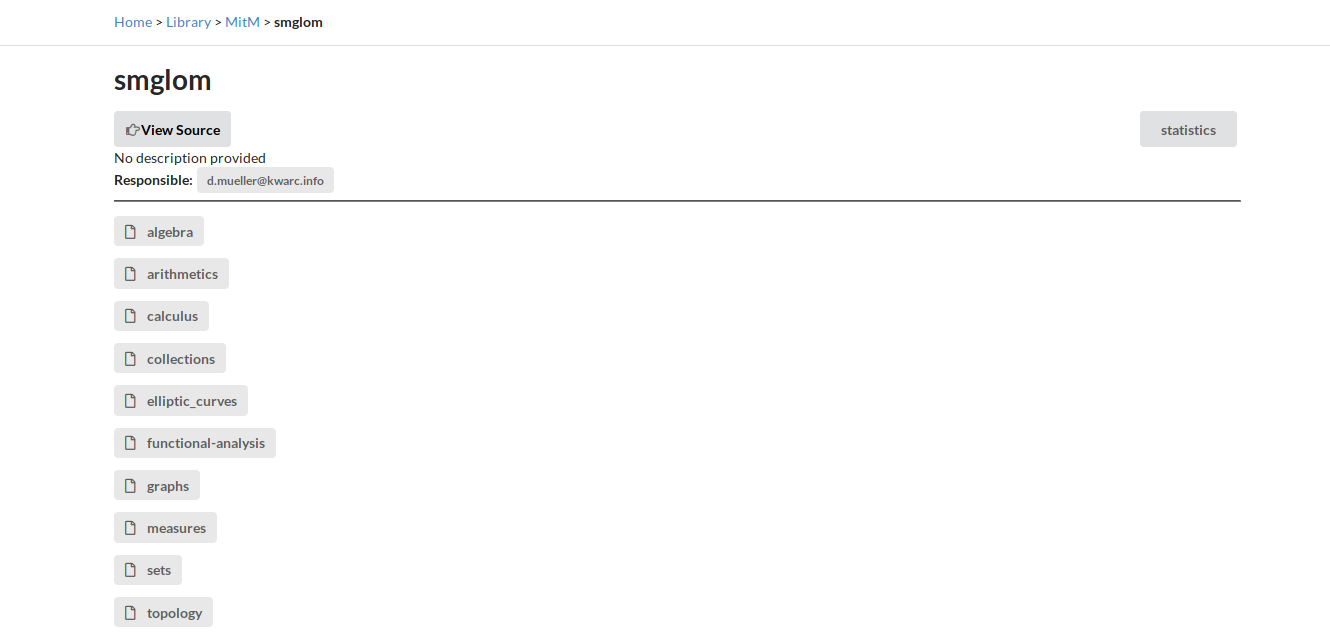 Home > Library > MitM > smglom
smglom
View Source
statistics
No description provided
Responsible: d.mueller@kwarc.info
algebra
arithmetics
calculus
collections
elliptic_curves
functional-analysis
graphs
measures
sets
topology